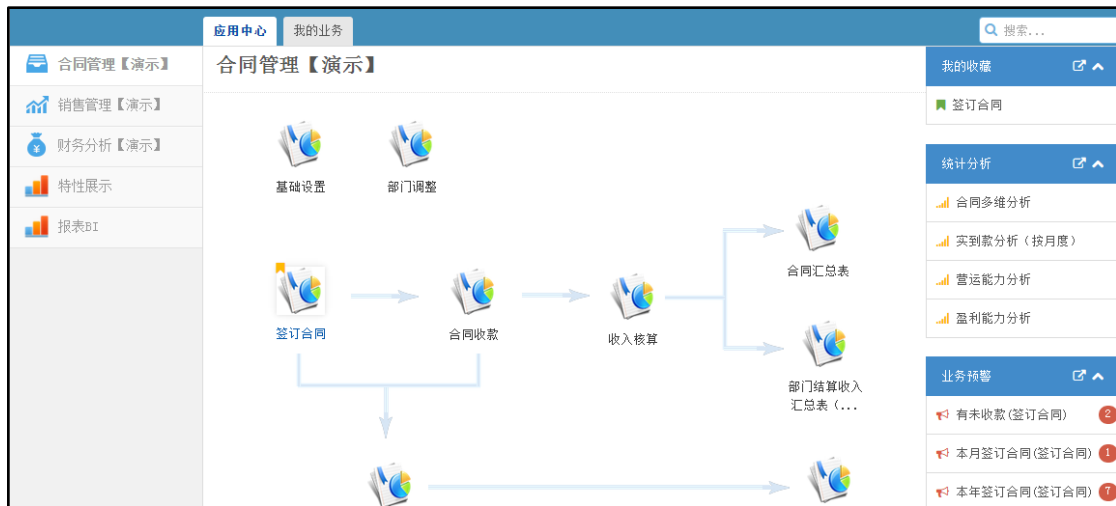 应用中心
我的业务
搜索...
合同管理【演示】
销售管理【演示】
财务分析【演示】
特性展示
报表BI
合同管理【演示】
基础设置
部门调整
签订合同
合同收款
收入核算
合同汇总表
部门结算收入
汇总表（...
我的收藏
签订合同
统计分析
合同多维分析
实到款分析（按月度）
营运能力分析
盈利能力分析
业务预警
有未收款(签订合同) 2
本月签订合同(签订合同) 1
本年签订合同(签订合同) 7